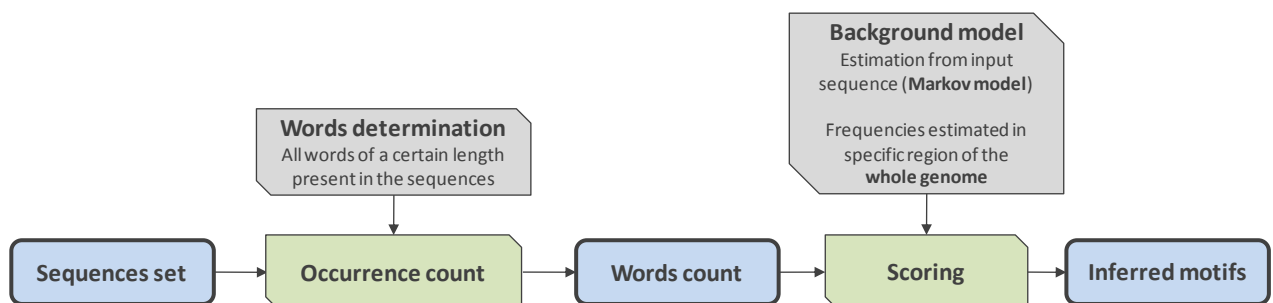 Background model
Estimation from input
sequence (Markov model)
Frequencies estimated in
specific region of the
whole genome
Words determination
All words of a certain length
present in the sequences
Sequences set
Occurrence count
Words count
Scoring
Inferred motifs